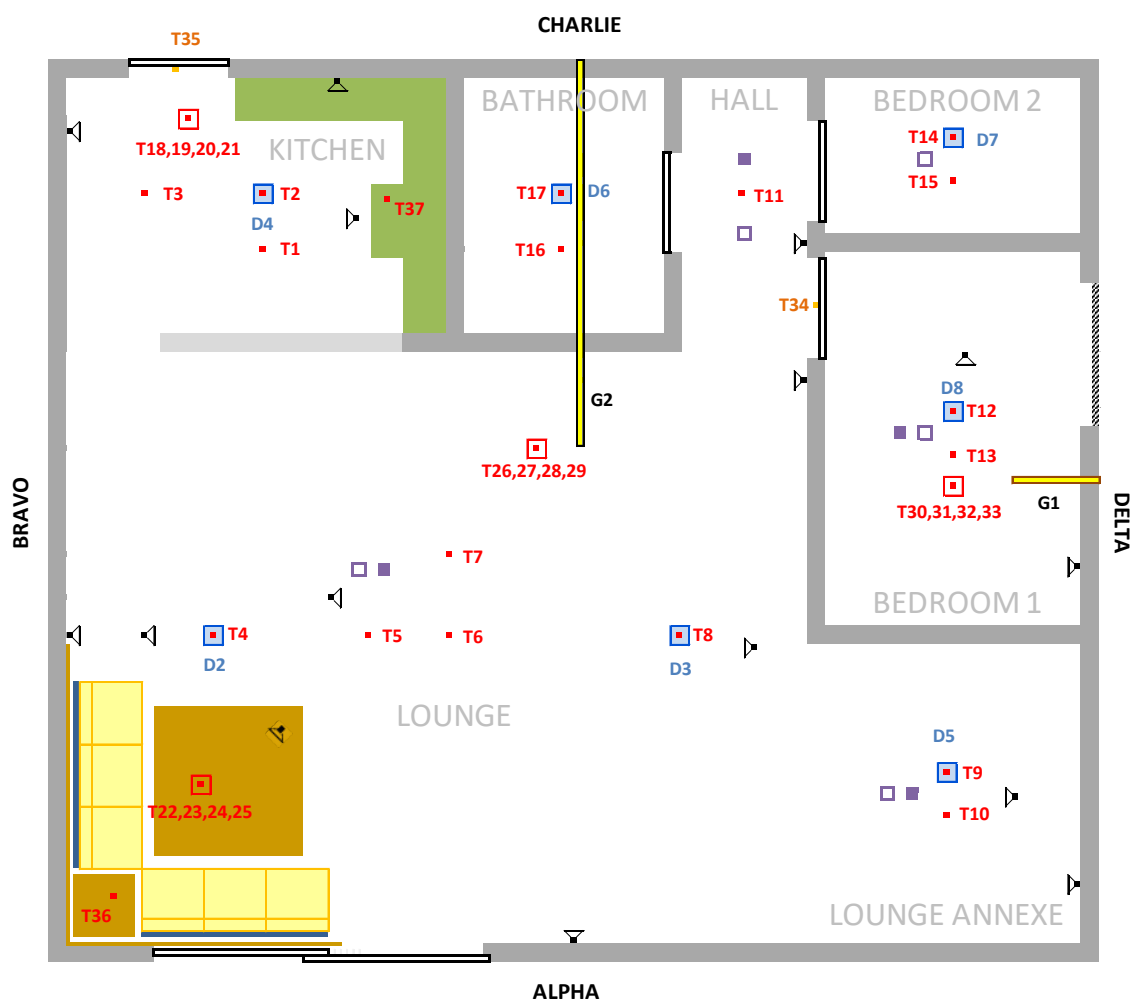 CHARLIE
T35
BATHROOM
HALL
BEDROOM 2
T18,19,20,21
KITCHEN
T14
D7
T3
T2
T37
T17
D6
T11
T15
D4
T1
T16
T34
G2
D8
T12
T13
T26,27,28,29
T30,31,32,33
G1
BRAVO
DELTA
T7
BEDROOM 1
T4
T5
T6
T8
D2
D3
LOUNGE
D5
T9
T22,23,24,25
T10
T36
LOUNGE ANNEXE
ALPHA